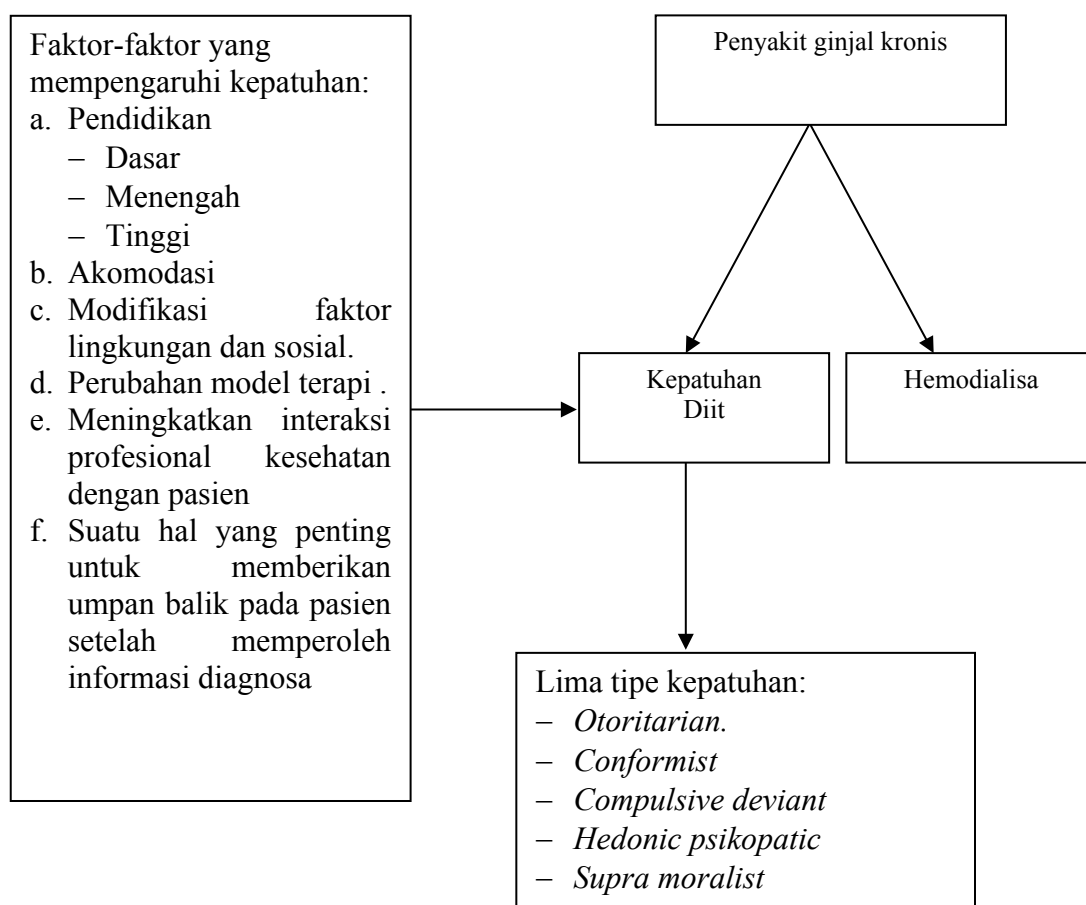 Faktor-faktor yang
mempengaruhi kepatuhan:
a. Pendidikan
– Dasar
– Menengah
– Tinggi
b. Akomodasi
c. Modifikasi faktor
lingkungan dan sosial.
d. Perubahan model terapi .
e. Meningkatkan interaksi
profesional kesehatan
dengan pasien
f. Suatu hal yang penting
untuk memberikan
umpan balik pada pasien
setelah memperoleh
informasi diagnosa
Penyakit ginjal kronis
Kepatuhan
Diit
Hemodialisa
Lima tipe kepatuhan:
– Otoritarian.
– Conformist
– Compulsive deviant
– Hedonic psikopatic
– Supra moralist